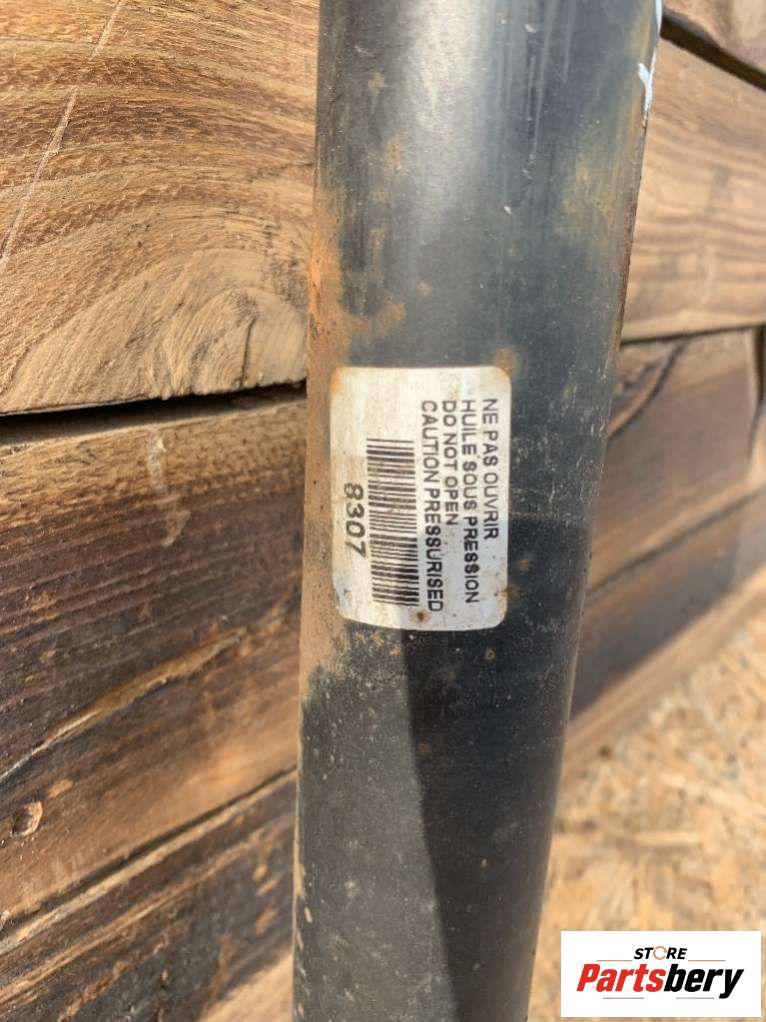 NE PAS OUVRIR
HUILE SOUS PRESSION
DO NOT OPEN
CAUTION PRESSURISED
8307
STORE
Partsbery